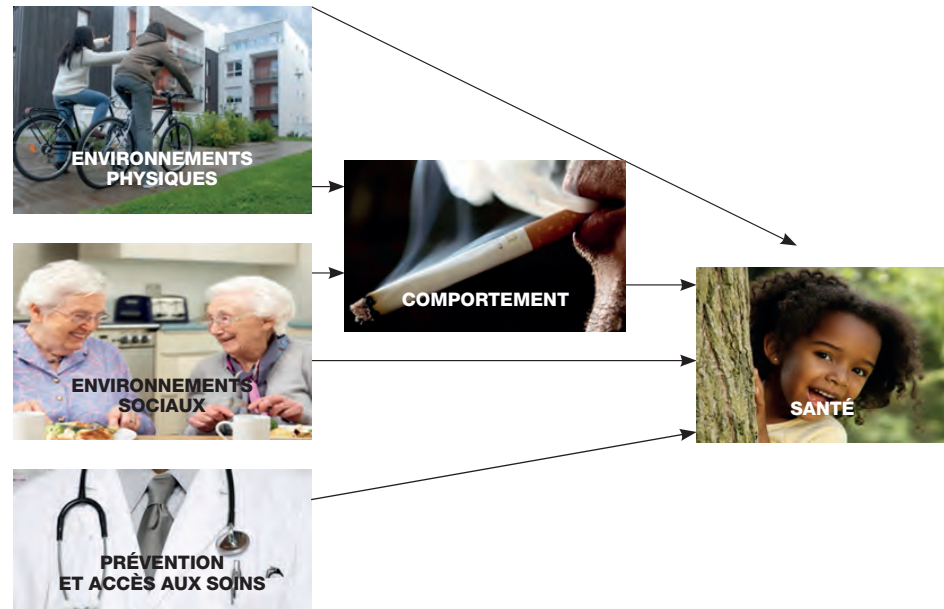 ENVIRONNEMENTS
PHYSIQUES
COMPORTEMENT
ENVIRONNEMENTS
SOCIAUX
SANTÉ
PRÉVENTION
ET ACCÈS AUX SOINS